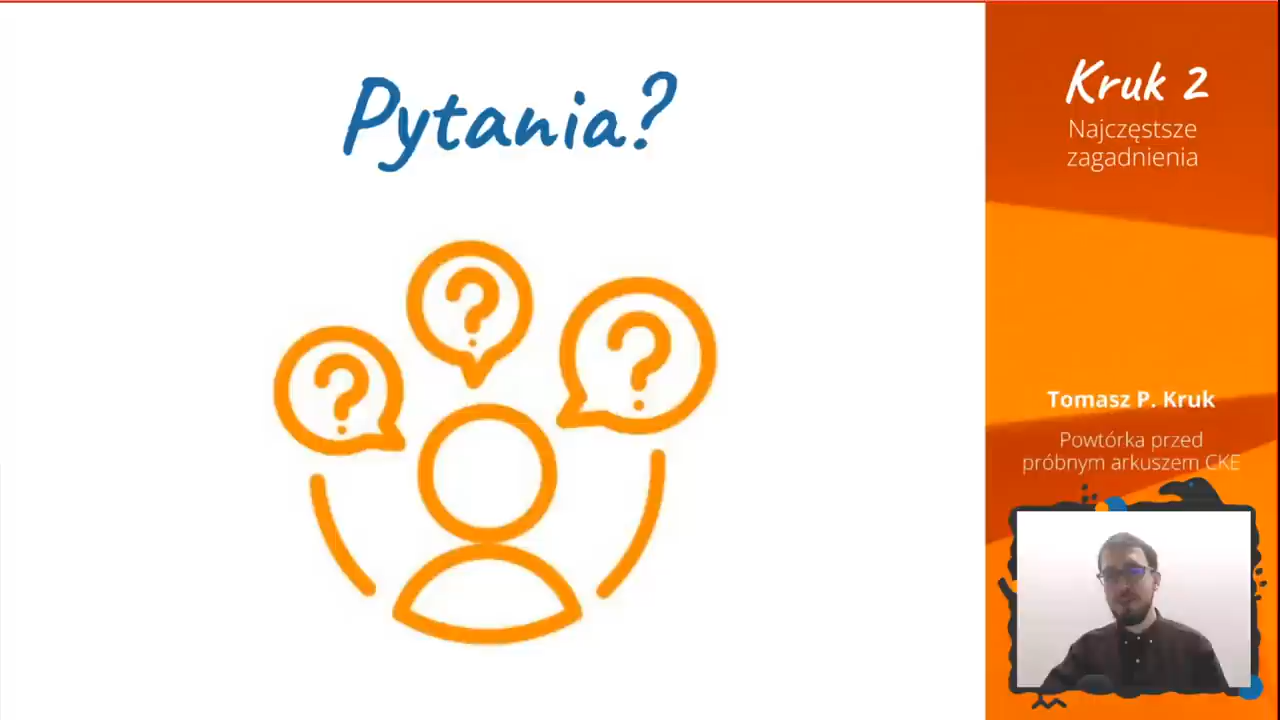 Pytania?
? ? ?
Kruk 2
Najczęstsze
zagadnienia
Tomasz P. Kruk
Powtórka przed
próbnym arkuszem CKE